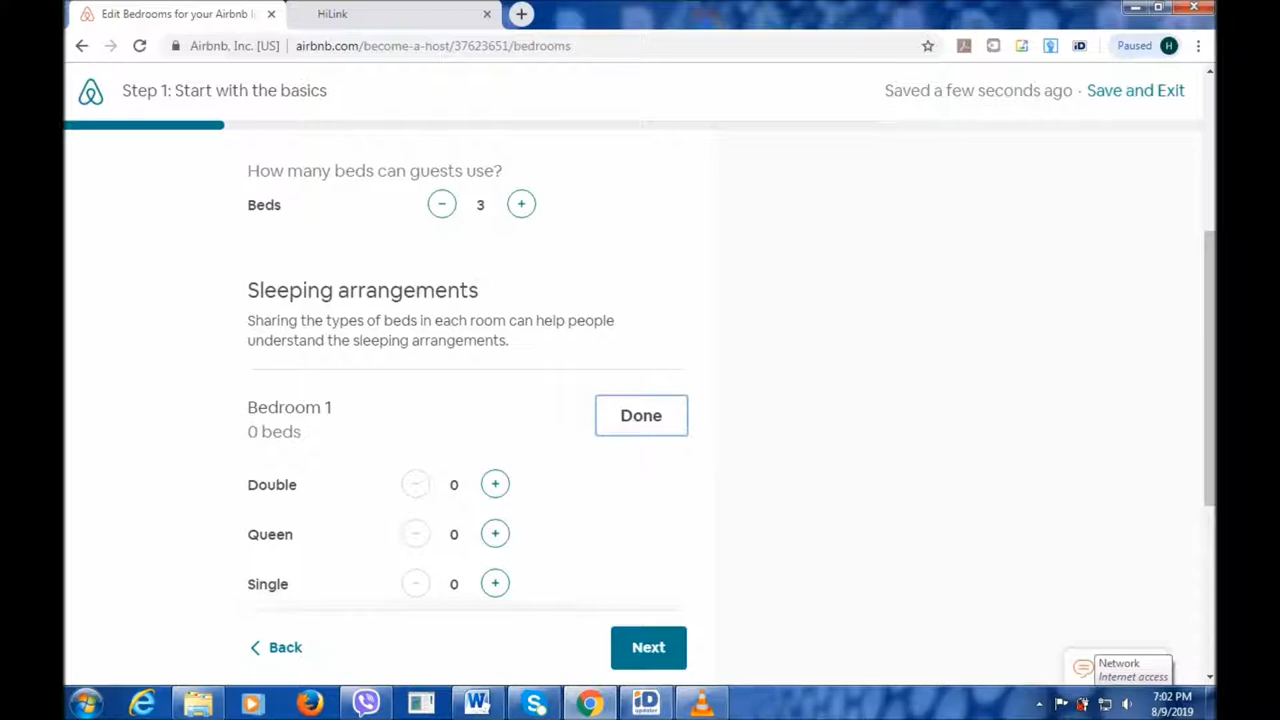 Edit Bedrooms for your Airbnb l
HiLink
Airbnb, Inc. [US]
airbnb.com/become-a-host/37623651/bedrooms
iD
Paused
H
Step 1: Start with the basics
Saved a few seconds ago · Save and Exit
How many beds can guests use?
Beds
3
Sleeping arrangements
Sharing the types of beds in each room can help people
understand the sleeping arrangements.
Bedroom 1
Done
0 beds
Double
0
Queen
0
Single
0
Back
Next
Network
Internet access
W
S
iD
updater
7:02 PM
8/9/2019